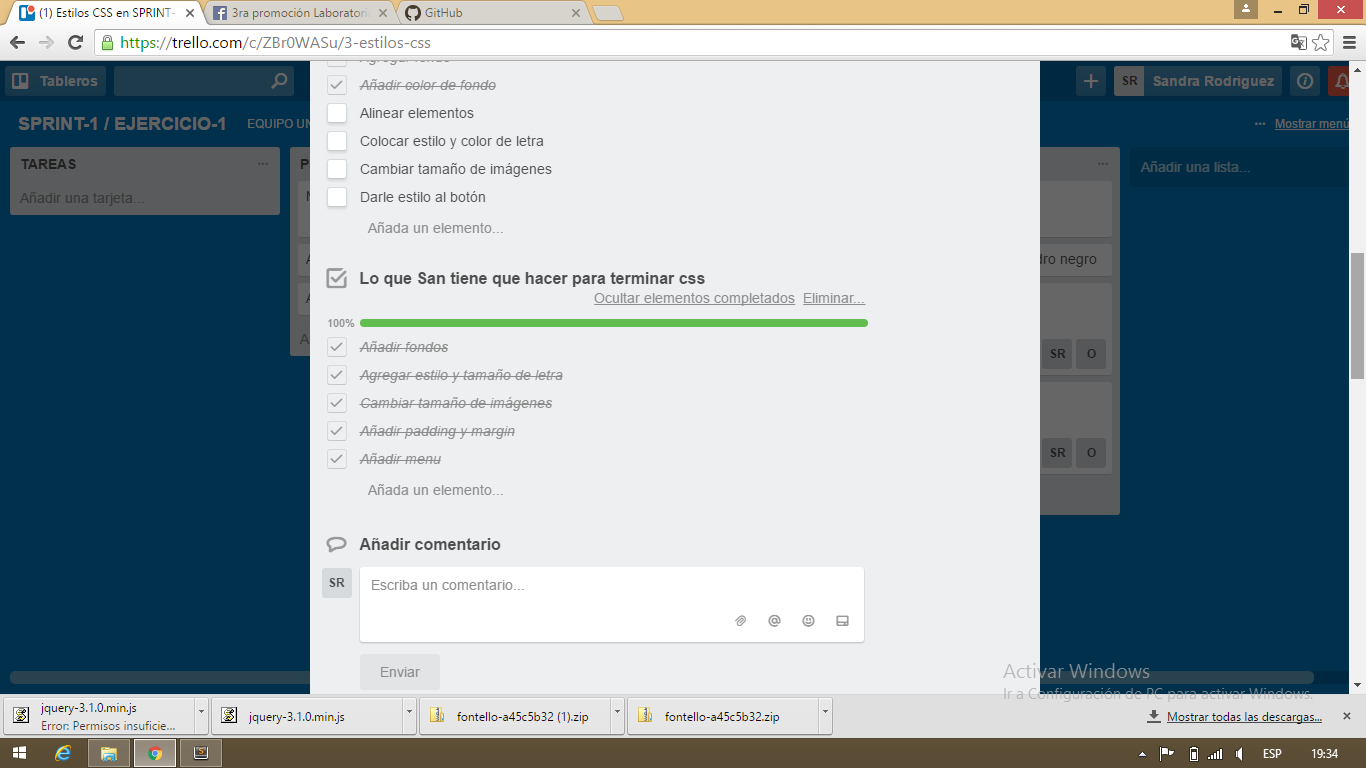 (1) Estilos CSS en SPRINT-
3ra promoción Laboratori
GitHub
https://trello.com/c/ZBr0WASu/3-estilos-css
Tableros
SR
Sandra Rodriguez
SPRINT-1 / EJERCICIO-1
EQUIPO UN
Mostrar menú
TAREAS
Añadir una tarjeta...
Añadir una lista...
dro negro
SR
O
SR
O
Agregar fondo
Añadir color de fondo
Alinear elementos
Colocar estilo y color de letra
Cambiar tamaño de imágenes
Darle estilo al botón
Añada un elemento...
Lo que San tiene que hacer para terminar css
Ocultar elementos completados Eliminar...
100%
Añadir fondos
Agregar estilo y tamaño de letra
Cambiar tamaño de imágenes
Añadir padding y margin
Añadir menu
Añada un elemento...
Añadir comentario
SR
Escriba un comentario...
Enviar
Activar Windows
Ir a Configuración de PC para activar Windows.
jquery-3.1.0.min.js
Error: Permisos insuficie...
jquery-3.1.0.min.js
fontello-a45c5b32 (1).zip
fontello-a45c5b32.zip
Mostrar todas las descargas...
ESP
19:34